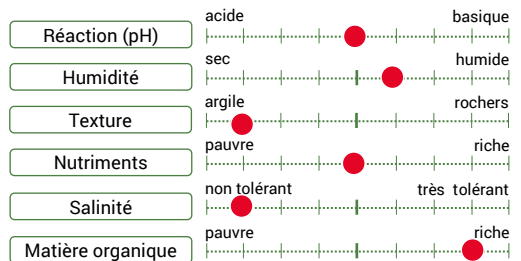 acide basique
Réaction (pH)
sec humide
Humidité
argile rochers
Texture
pauvre riche
Nutriments
non tolérant très tolérant
Salinité
pauvre riche
Matière organique